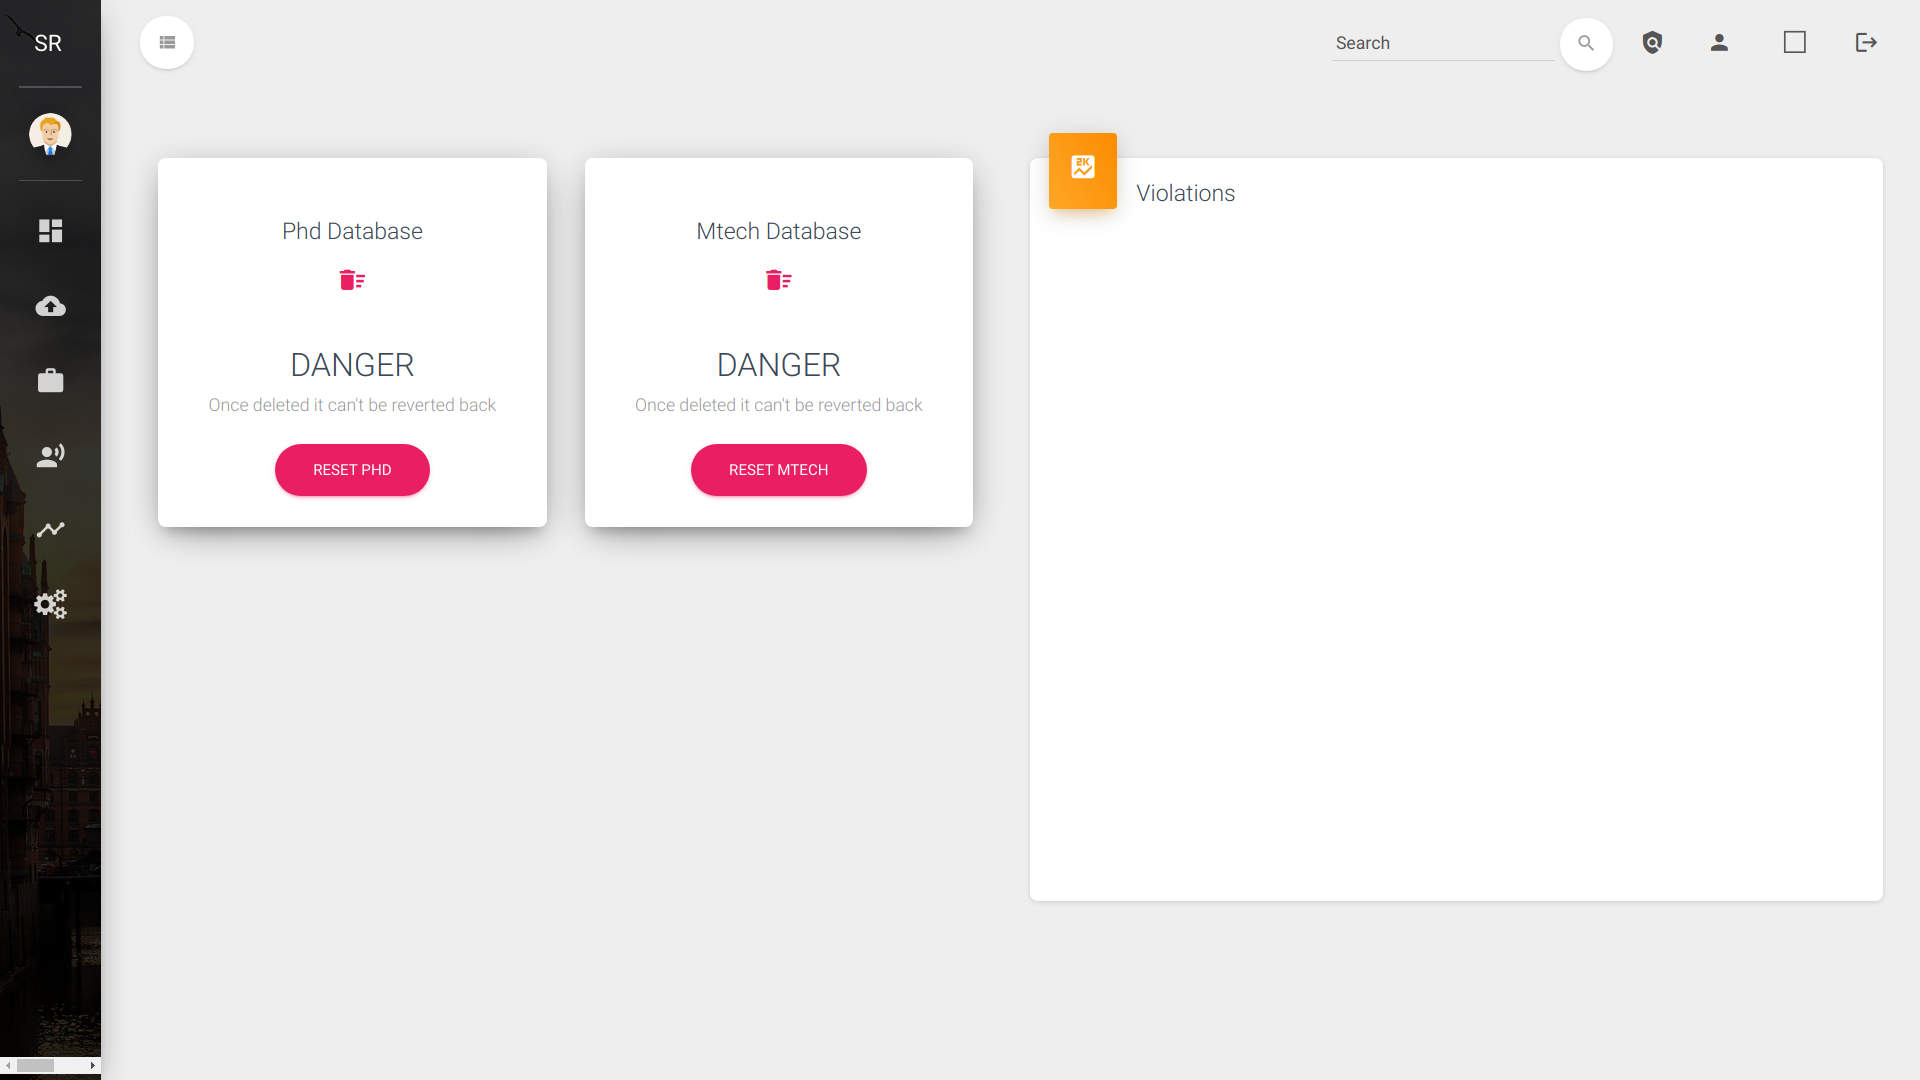 SR
Search
Phd Database
DANGER
Once deleted it can't be reverted back
RESET PHD
Mtech Database
DANGER
Once deleted it can't be reverted back
RESET MTECH
2K
Violations